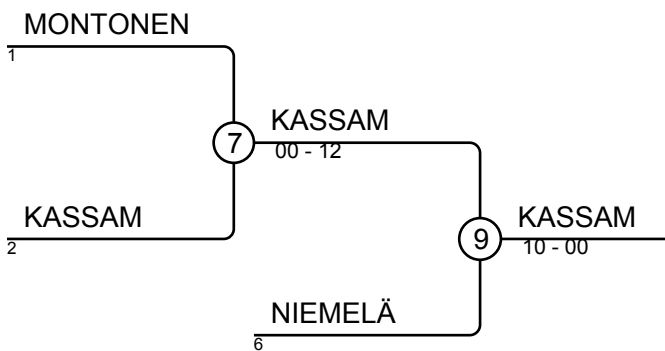 MONTONEN
1
7
KASSAM
00 - 12
KASSAM
2
9
KASSAM
10 - 00
NIEMELÄ
6